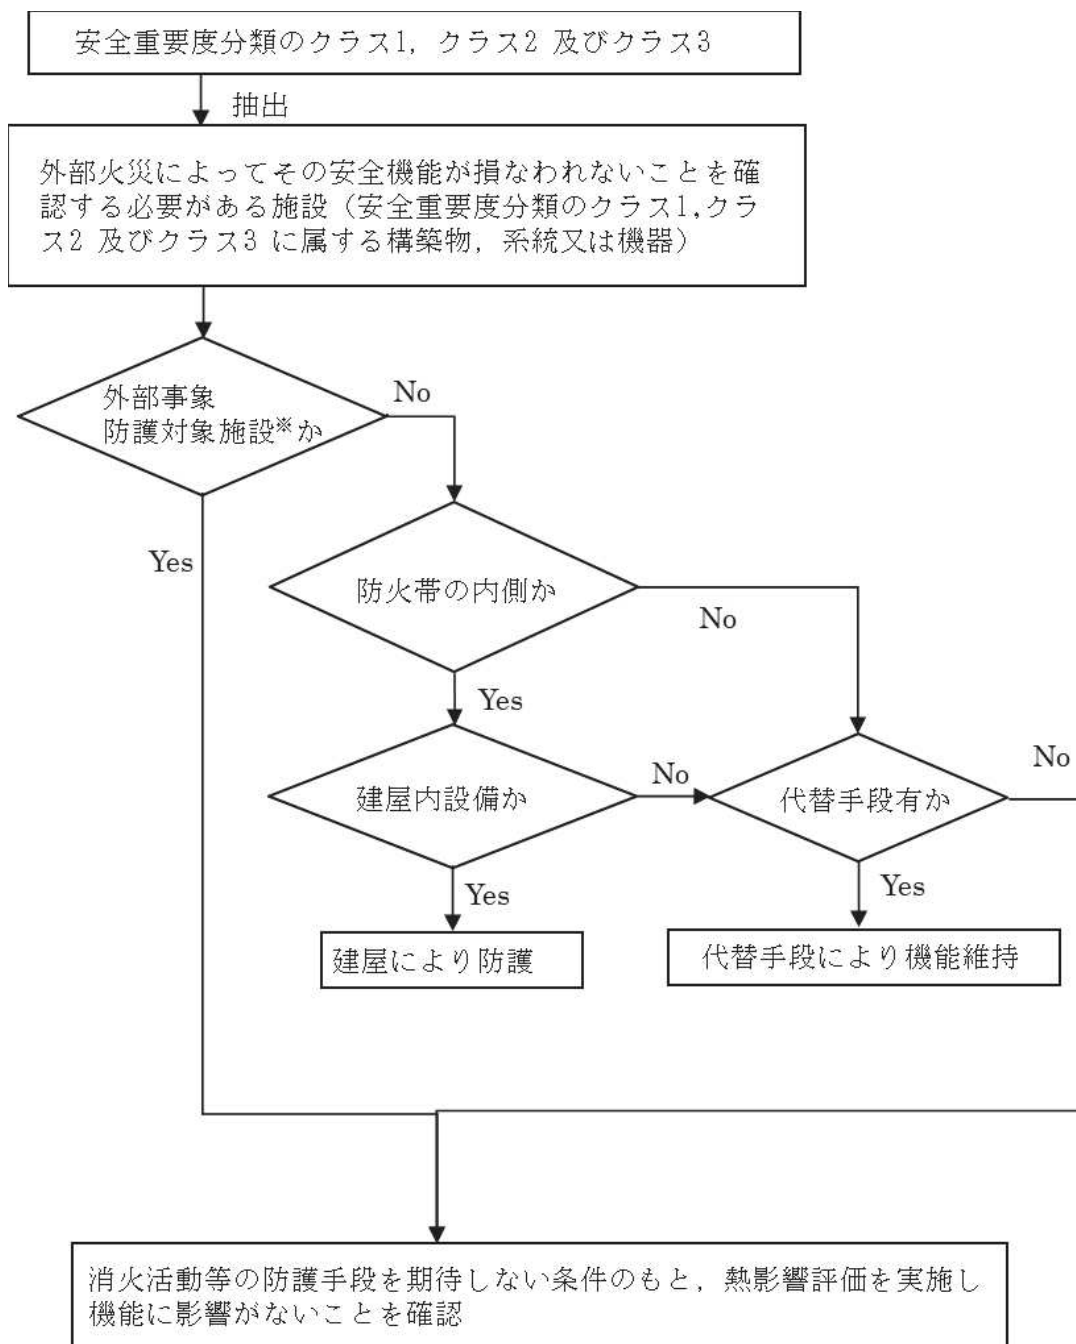 安全重要度分類のクラス1，クラス2 及びクラス3
抽出
外部火災によってその安全機能が損なわれないことを確
認する必要がある施設（安全重要度分類のクラス1,クラ
ス2 及びクラス3 に属する構築物，系統又は機器）
外部事象
防護対象施設※か
No
Yes
防火帯の内側か
No
Yes
建屋内設備か
No
代替手段有か
No
Yes
Yes
建屋により防護
代替手段により機能維持
消火活動等の防護手段を期待しない条件のもと，熱影響評価を実施し
機能に影響がないことを確認